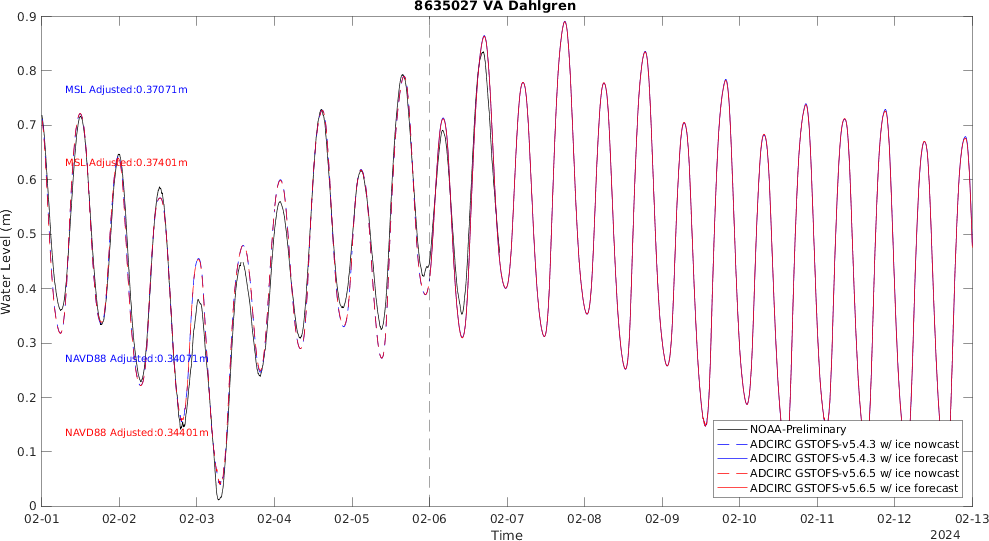 8635027 VA Dahlgren
0.9
0.8
0.7
0.6
0.5
0.4
0.3
0.2
0.1
0
Water Level (m)
MSL Adjusted:0.37071m
MSL Adjusted:0.37401m
NAVD88 Adjusted:0.34071m
NAVD88 Adjusted:0.34401m
NOAA-Preliminary
ADCIRC GSTOFS-v5.4.3 w/ ice nowcast
ADCIRC GSTOFS-v5.4.3 w/ ice forecast
ADCIRC GSTOFS-v5.6.5 w/ ice nowcast
ADCIRC GSTOFS-v5.6.5 w/ ice forecast
02-01 02-02 02-03 02-04 02-05 02-06 02-07 02-08 02-09 02-10 02-11 02-12 02-13
Time
2024